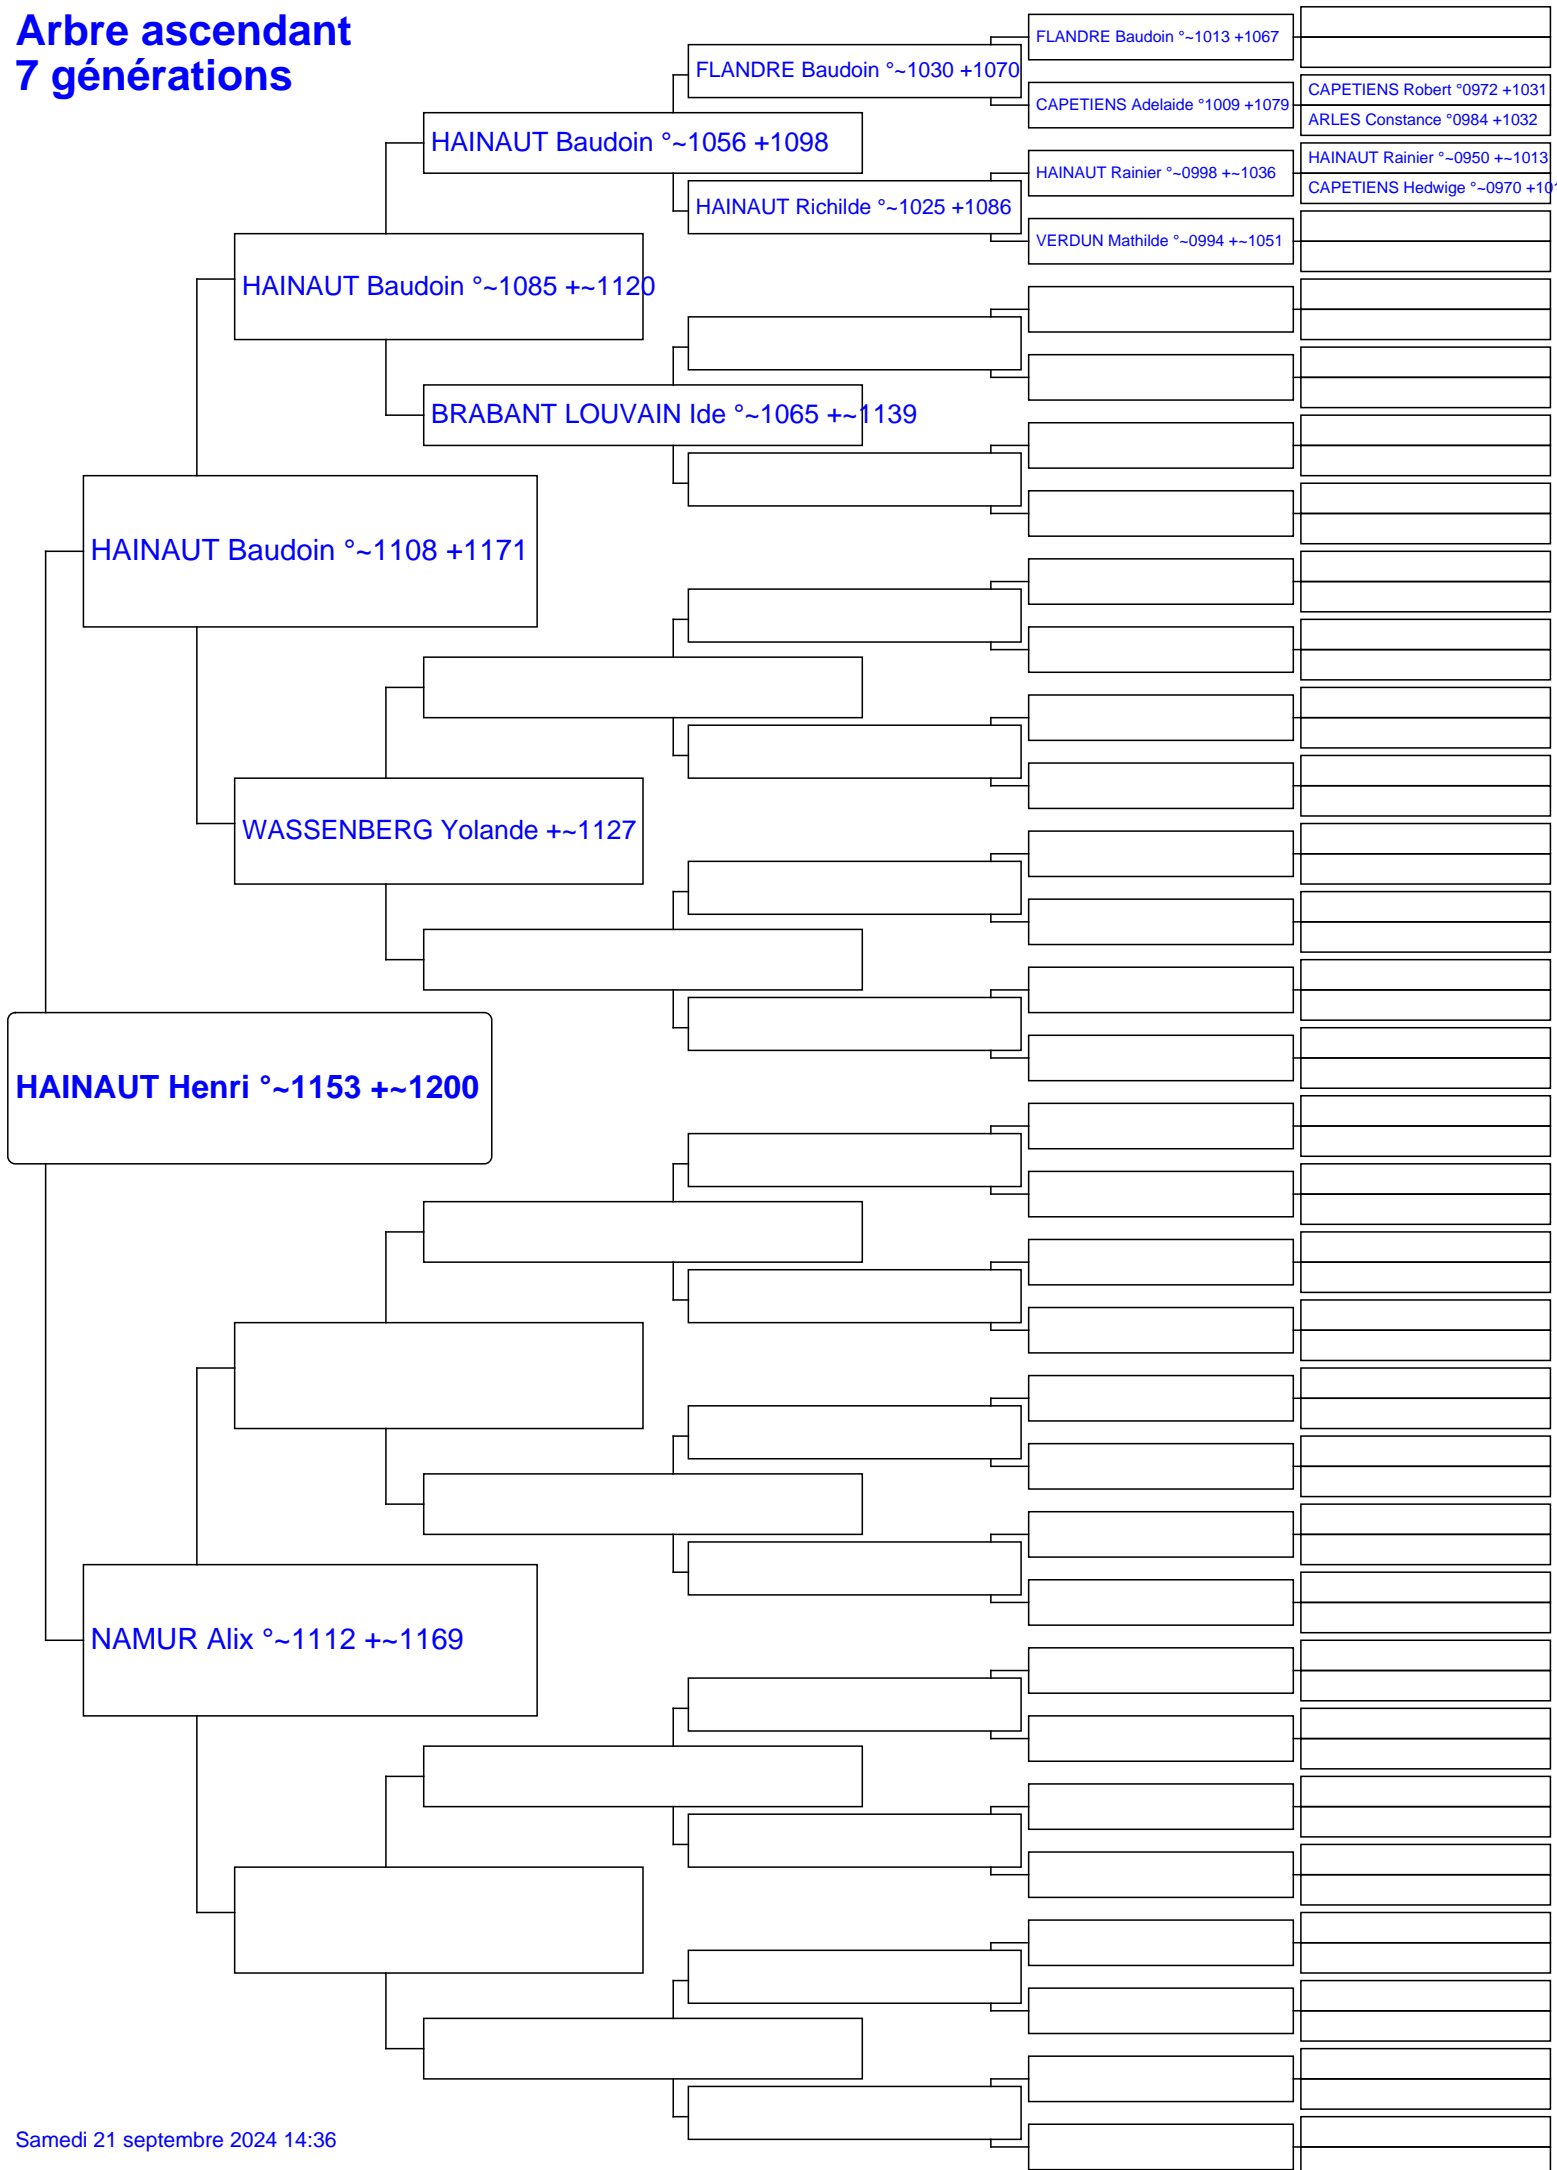 Arbre ascendant
7 générations
FLANDRE Baudoin °~1013 +1067
FLANDRE Baudoin °~1030 +1070
CAPETIENS Robert °0972 +1031
CAPETIENS Adelaide °1009 +1079
ARLES Constance °0984 +1032
HAINAUT Baudoin °~1056 +1098
HAINAUT Rainier °~0950 +~1013
HAINAUT Rainier °~0998 +~1036
CAPETIENS Hedwige °~0970
HAINAUT Richilde °~1025 +1086
VERDUN Mathilde °~0994 +~1051
HAINAUT Baudoin °~1085 +~1120
BRABANT LOUVAIN Ide °~1065 +~1139
HAINAUT Baudoin °~1108 +1171
WASSENBERG Yolande +~1127
HAINAUT Henri °~1153 +~1200
NAMUR Alix °~1112 +~1169
Samedi 21 septembre 2024 14:36